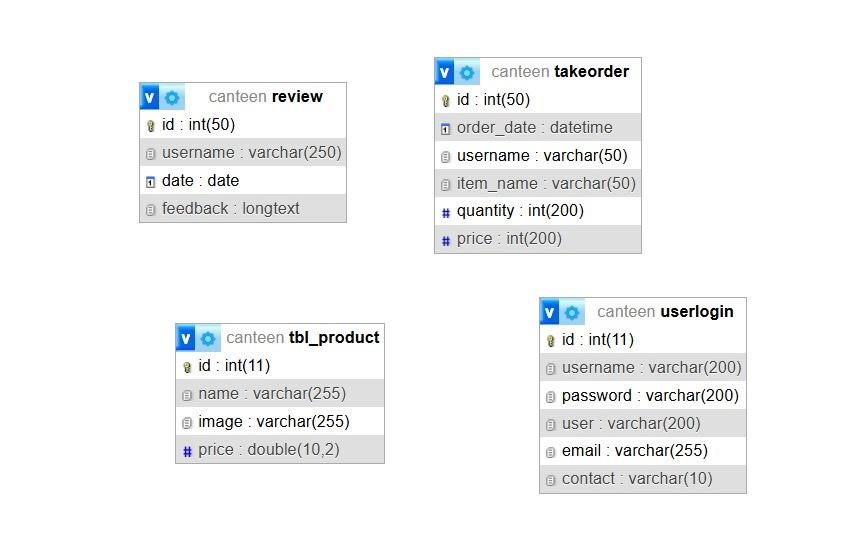 canteen review
id : int(50)
username : varchar(250)
date : date
feedback : longtext
canteen takeorder
id : int(50)
order_date : datetime
username : varchar(50)
item_name : varchar(50)
# quantity : int(200)
# price : int(200)
canteen tbl_product
id : int(11)
name : varchar(255)
image : varchar(255)
# price : double(10,2)
canteen userlogin
id : int(11)
username : varchar(200)
password : varchar(200)
user : varchar(200)
email : varchar(255)
contact : varchar(10)